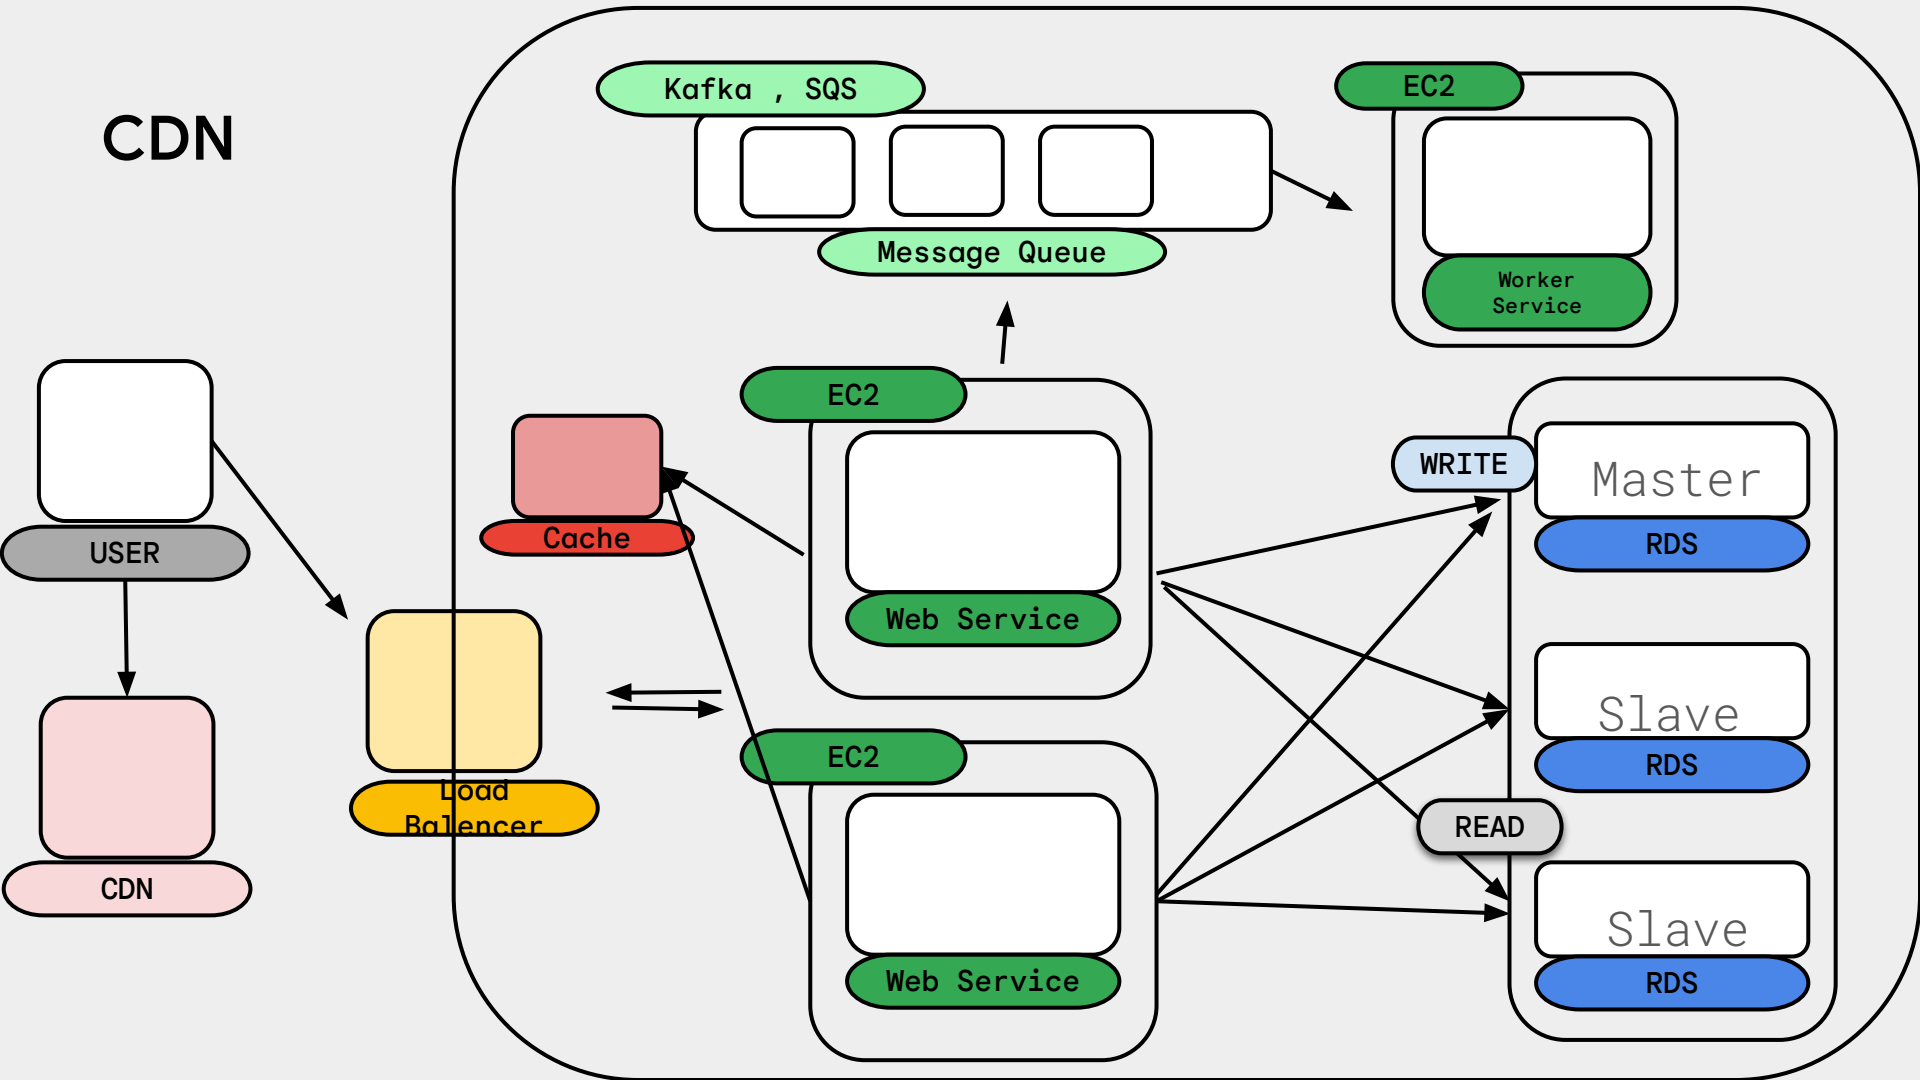 CDN
Kafka , SQS
Message Queue
EC2
Worker
Service
USER
CDN
Load
Balencer
Cache
EC2
Web Service
EC2
Web Service
WRITE
Master
RDS
Slave
RDS
READ
Slave
RDS